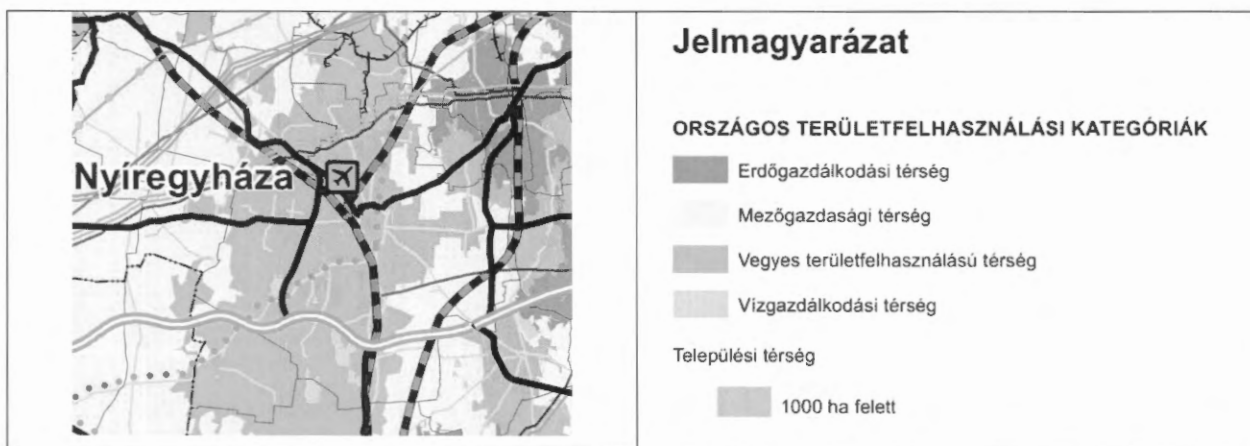 Nyíregyháza
Jelmagyarázat
ORSZÁGOS TERÜLETFELHASZNÁLÁSI KATEGÓRIÁK
Erdőgazdálkodási térség
Mezőgazdasági térség
Vegyes területfelhasználású térség
Vízgazdálkodási térség
Települési térség
1000 ha felett